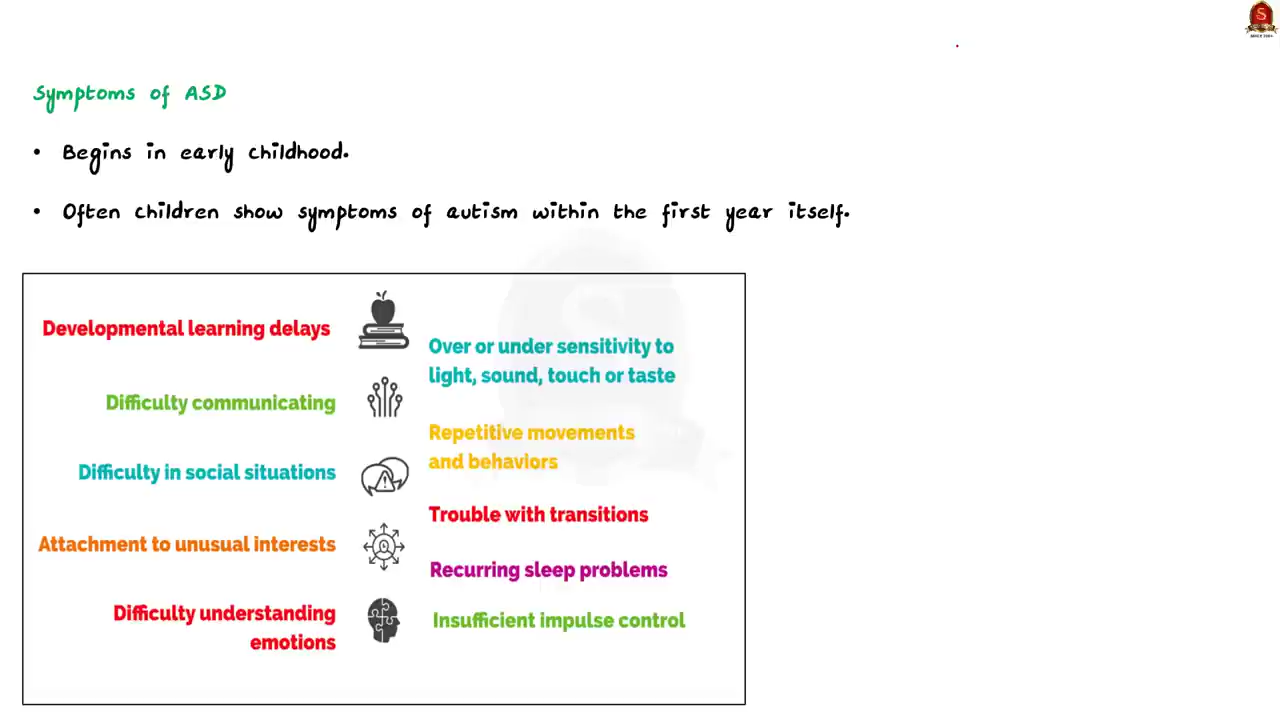 Symptoms of ASD
• Begins in early childhood.
• Often children show symptoms of autism within the first year itself.
Developmental learning delays
Difficulty communicating
Difficulty in social situations
Attachment to unusual interests
Difficulty understanding
emotions
Over or under sensitivity to
light, sound, touch or taste
Repetitive movements
and behaviors
Trouble with transitions
Recurring sleep problems
Insufficient impulse control
S
S